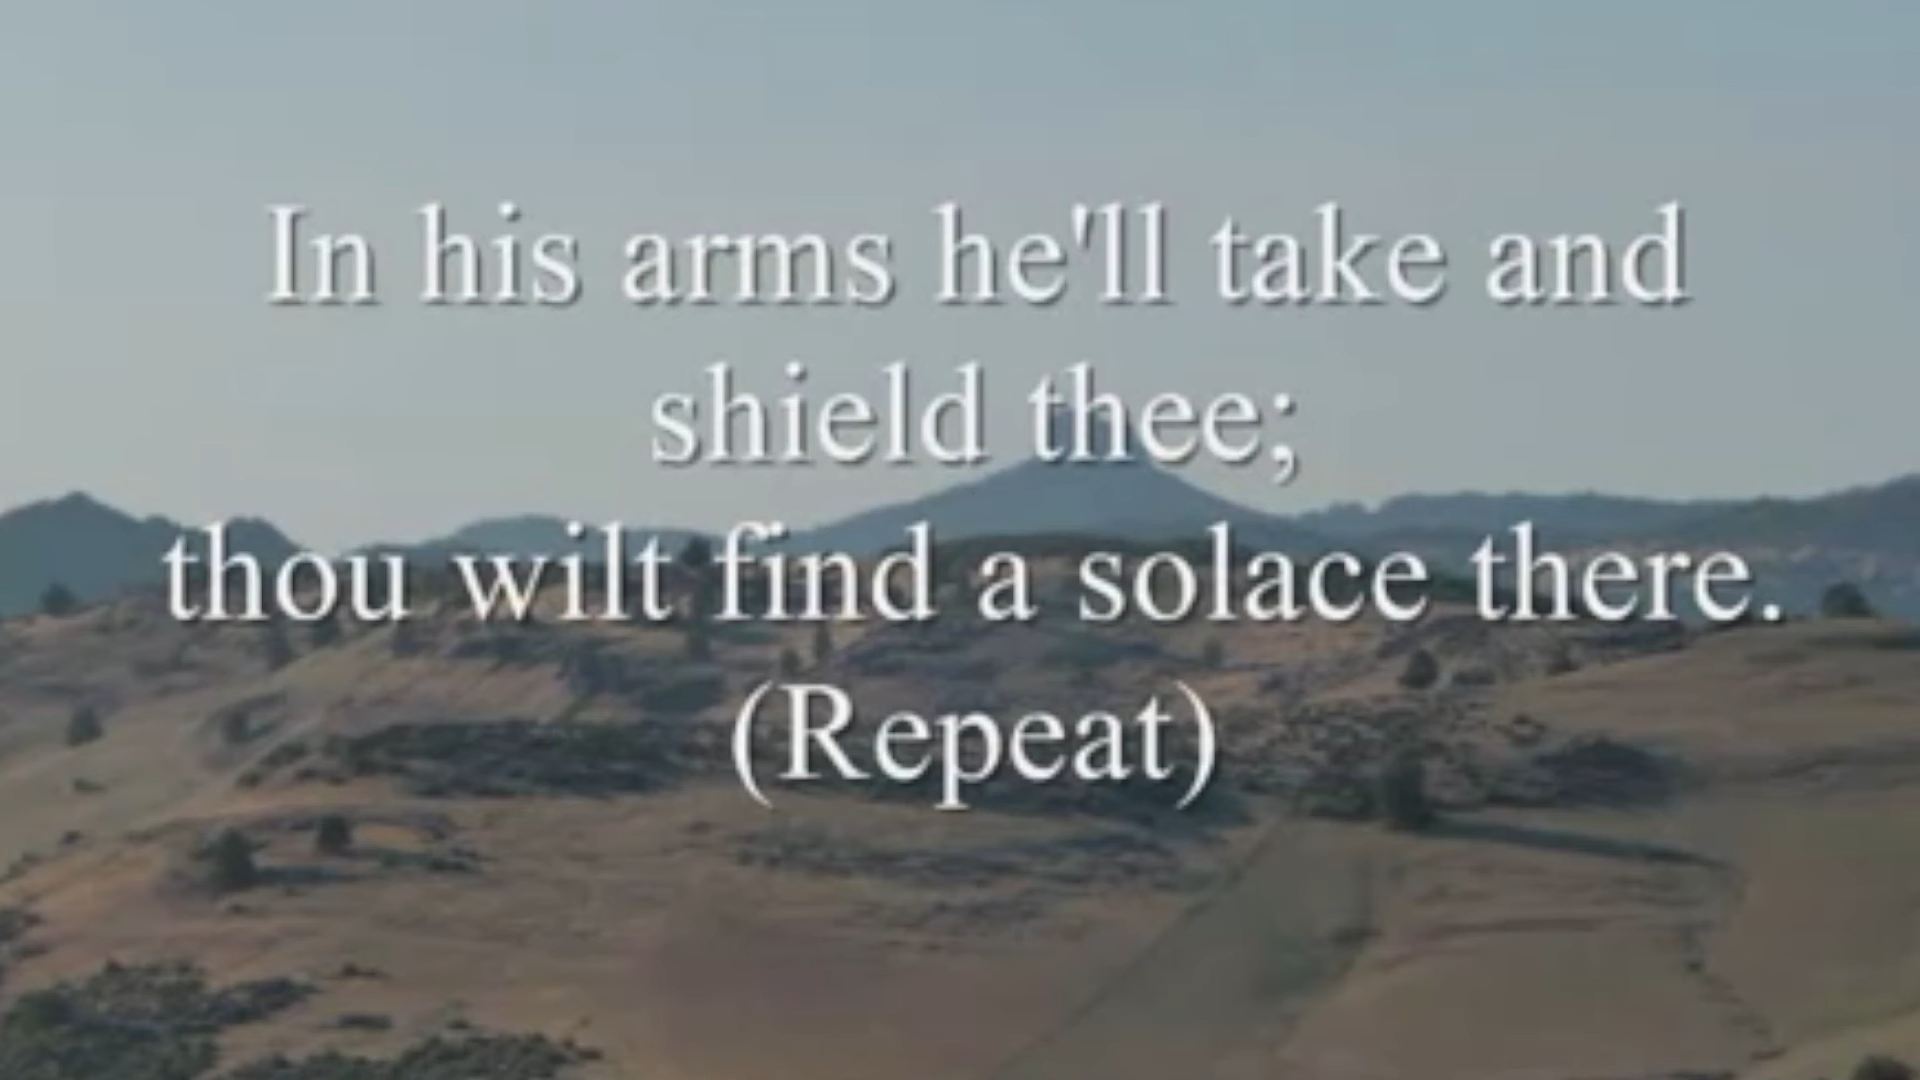 In his arms he'll take and
shield thee;
thou wilt find a solace there.
(Repeat)